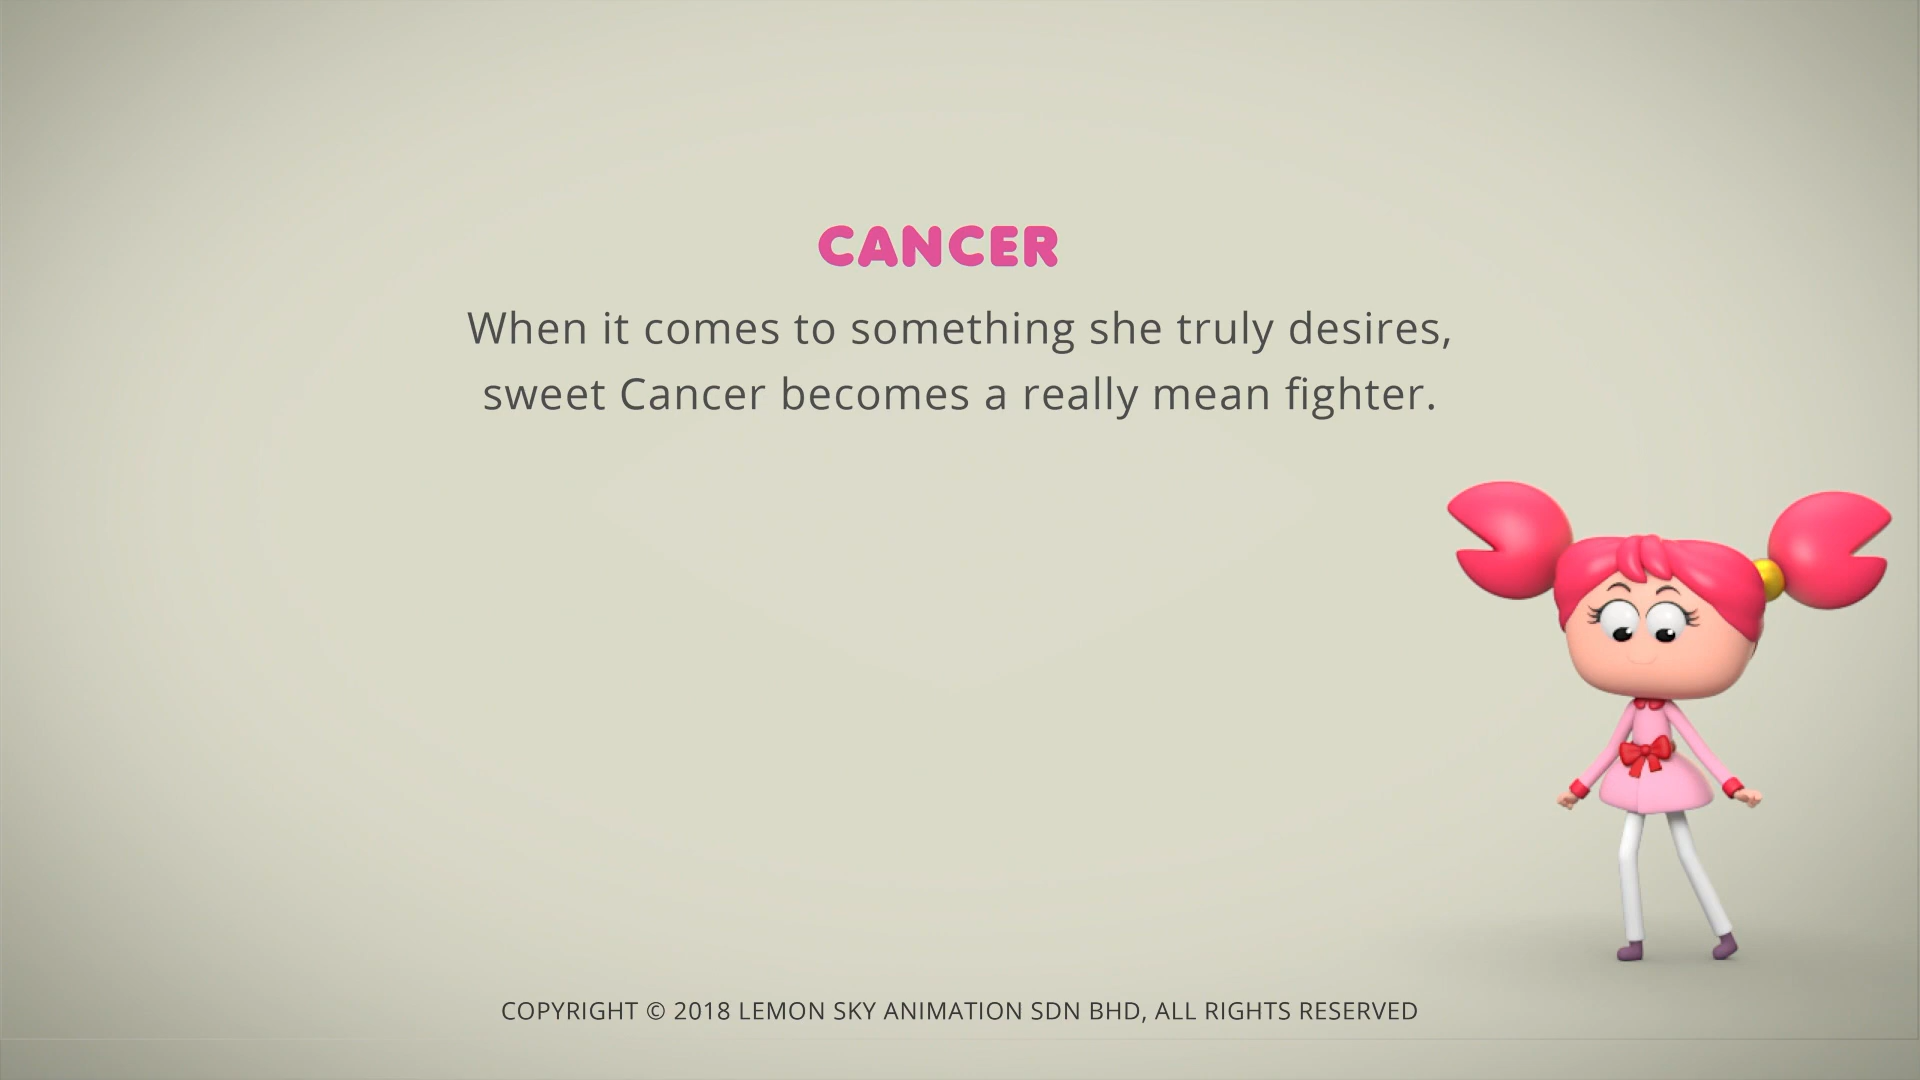 CANCER
When it comes to something she truly desires,
sweet Cancer becomes a really mean fighter.
COPYRIGHT © 2018 LEMON SKY ANIMATION SDN BHD, ALL RIGHTS RESERVED